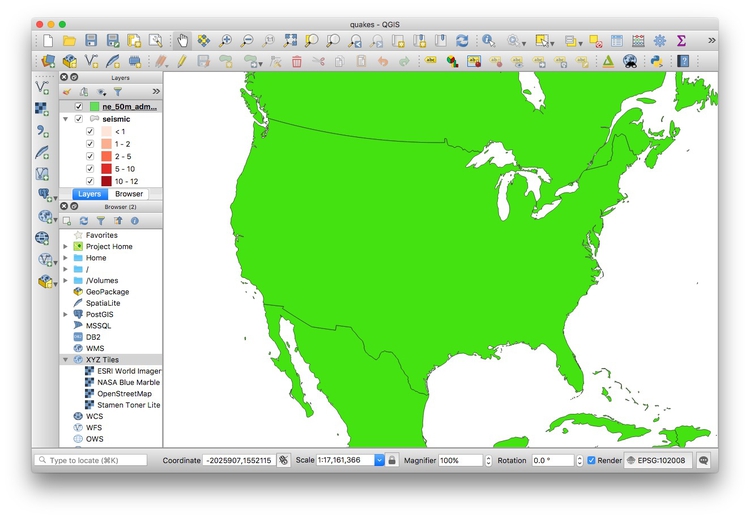 quakes - QGIS
Layers
ne_50m_adm...
seismic
< 1
1 - 2
2 - 5
5 - 10
10 - 12
Layers Browser
Browser (2)
Favorites
Project Home
Home
/
/Volumes
GeoPackage
SpatiaLite
PostGIS
MSSQL
DB2
WMS
XYZ Tiles
ESRI World Imager
NASA Blue Marble
OpenStreetMap
Stamen Toner Lite
WCS
WFS
OWS
Type to locate (⌘K) Coordinate -2025907,1552115 Scale 1:17,161,366 Magnifier 100% Rotation 0.0 ° Render EPSG:102008